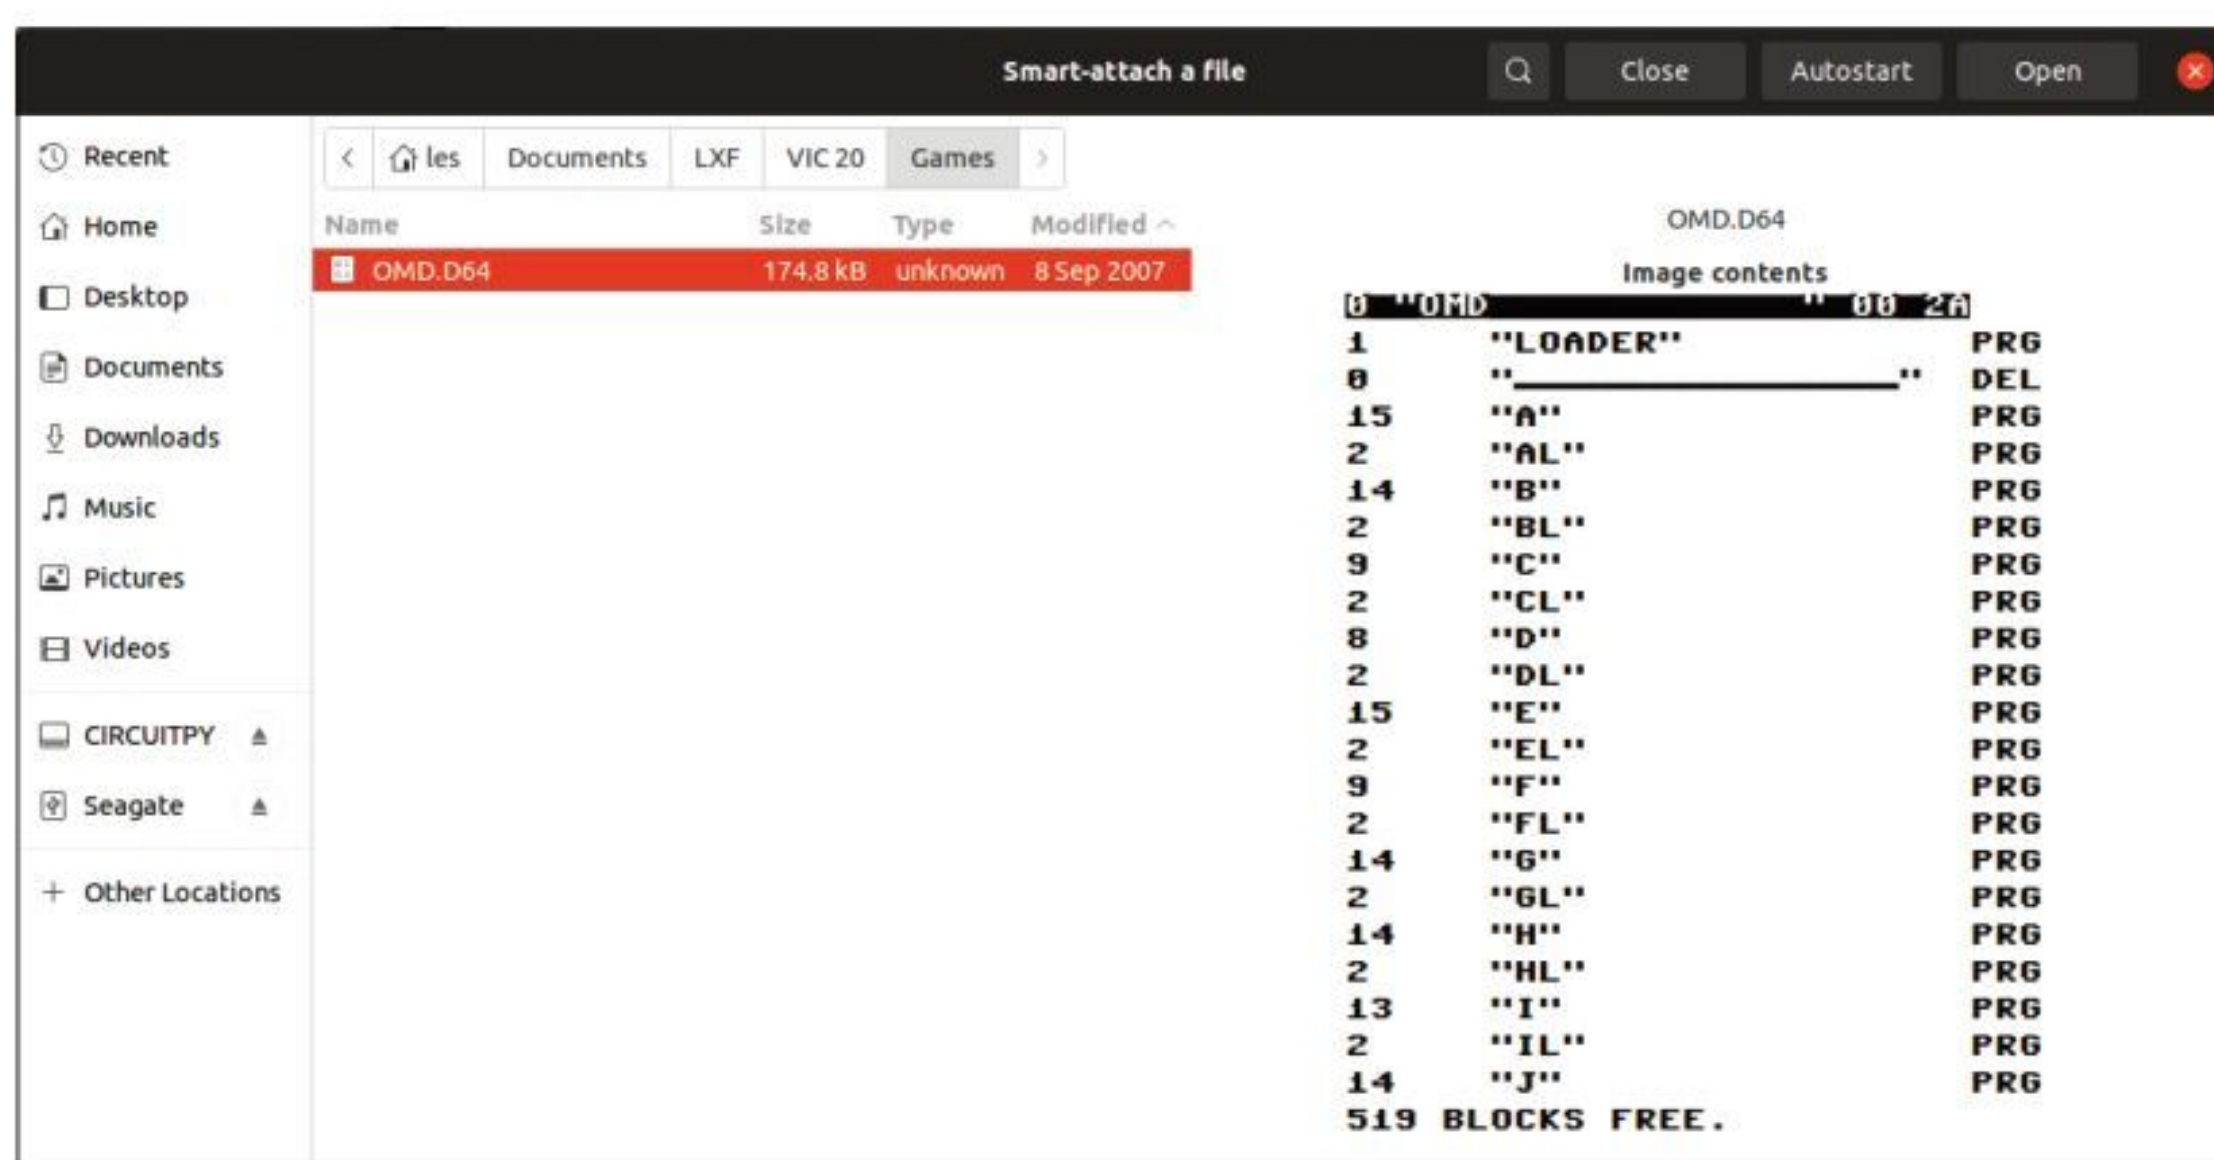 Smart-attach a file Close Autostart Open
Recent
Home
Desktop
Documents
Downloads
Music
Pictures
Videos
CIRCUITPY
Seagate
+ Other Locations
< les Documents LXF VIC 20 Games >
Name Size Type Modified
OMD.D64 174.8 kB unknown 8 Sep 2007
OMD.D64
Image contents
0 "OMD " 00 2A
1 "LOADER" PRG
0 "________________" DEL
15 "A" PRG
2 "AL" PRG
14 "B" PRG
2 "BL" PRG
9 "C" PRG
2 "CL" PRG
8 "D" PRG
2 "DL" PRG
15 "E" PRG
2 "EL" PRG
9 "F" PRG
2 "FL" PRG
14 "G" PRG
2 "GL" PRG
14 "H" PRG
2 "HL" PRG
13 "I" PRG
2 "IL" PRG
14 "J" PRG
519 BLOCKS FREE.